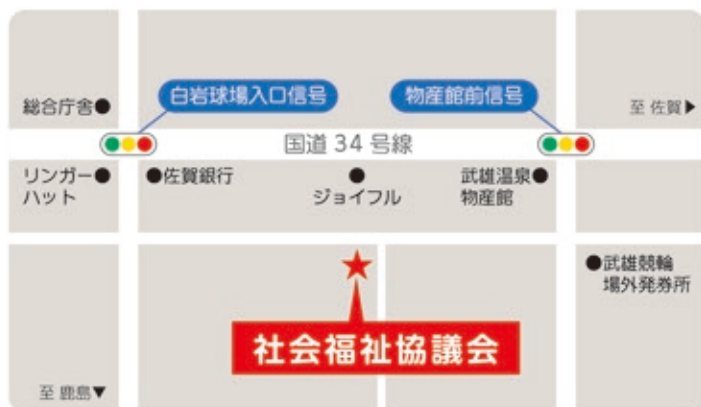 白岩球場入口信号
物産館前信号
総合庁舎●
至 佐賀▶
国道 34 号線
リンガー●
ハット
●佐賀銀行
●
ジョイフル
武雄温泉●
物産館
●武雄競輪
場外発券所
★
社会福祉協議会
至 鹿島▼